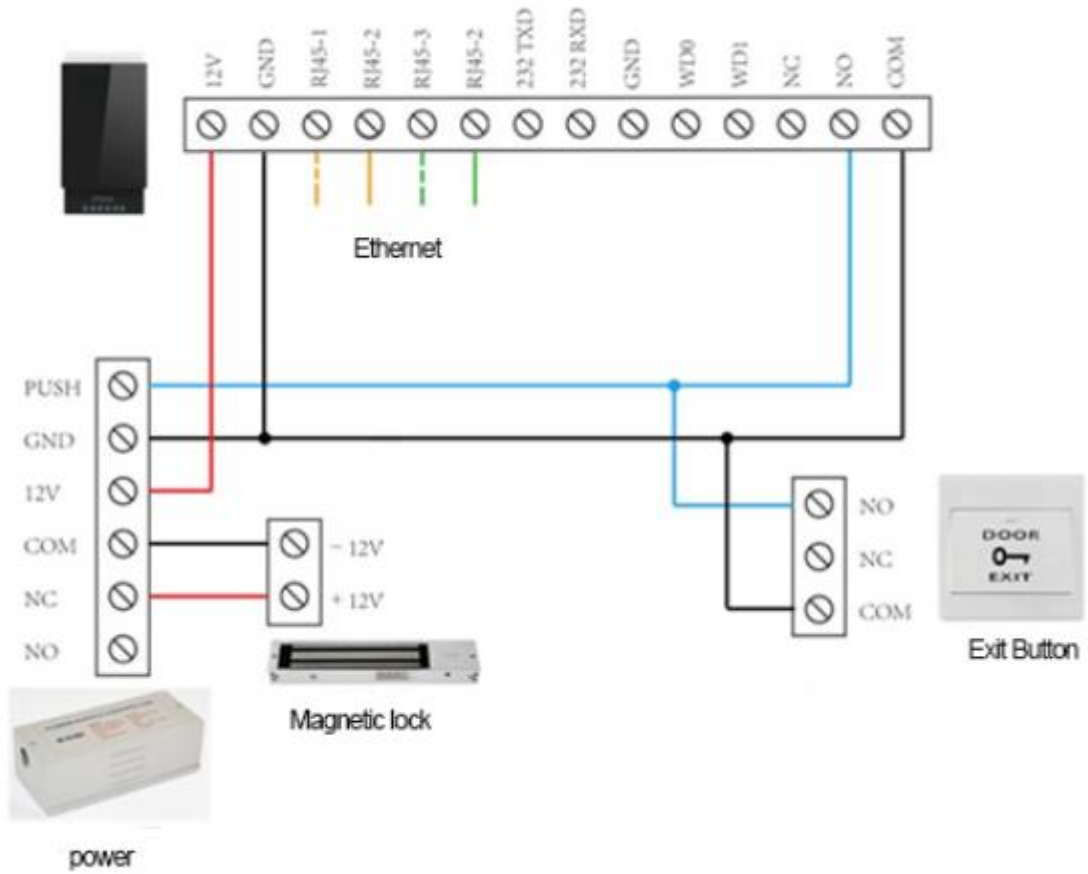 12V
GND
RJ45-1
RJ45-2
RJ45-3
RJ45-2
232 TXD
232 RXD
GND
WD0
WD1
NC
NO
COM
Ethernet
PUSH
GND
12V
COM
NC
NO
- 12V
+ 12V
Magnetic lock
power
NO
NC
COM
DOOR
EXIT
Exit Button